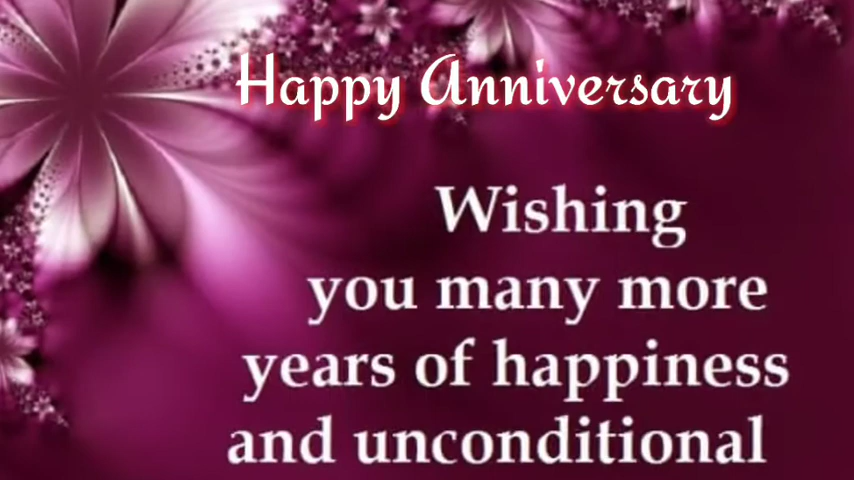 Happy Anniversary
Wishing
you many more
years of happiness
and unconditional